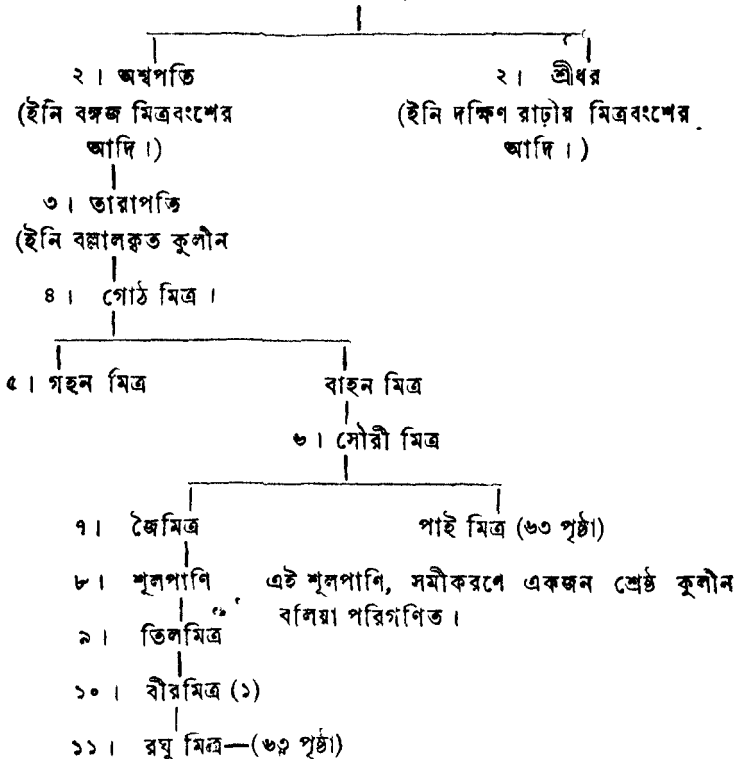 ২। অশ্বপতি ২। শ্রীধর
(ইনি বঙ্গজ মিত্রবংশের (ইনি দক্ষিণ রাঢ়ীয় মিত্রবংশের
আদি।) আদি।)
৩। তারাপতি
(ইনি বল্লালকৃত কুলীন
৪। গোঠ মিত্র।
৫। গহন মিত্র বাহন মিত্র
৬। সৌরী মিত্র
৭। জৈমিত্র পাই মিত্র (৬৩ পৃষ্ঠা)
৮। শূলপাণি এই শূলপাণি, সমীকরণে একজন শ্রেষ্ঠ কুলীন
৯। তিলমিত্র বলিয়া পরিগণিত।
১০। বীরমিত্র (১)
১১। রঘু মিত্র—(৬৩ পৃষ্ঠা)